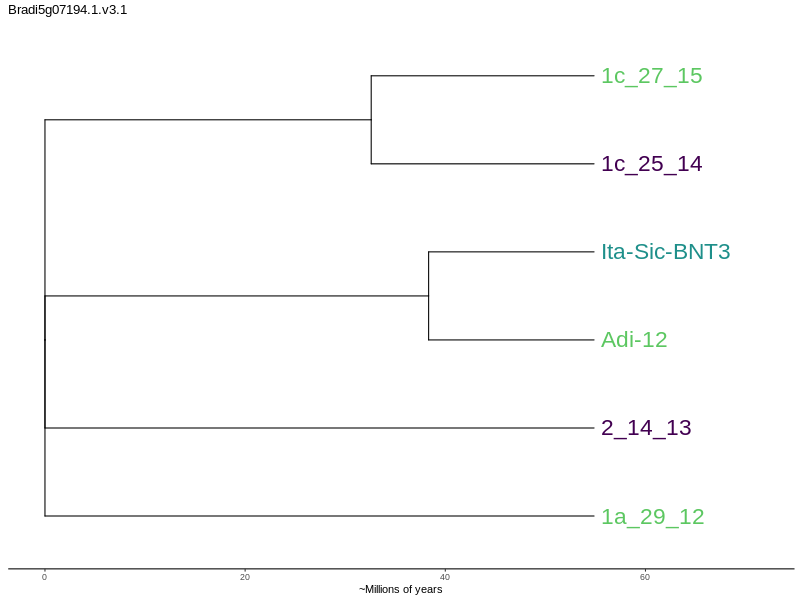 Bradi5g07194.1.v3.1
1c_27_15
1c_25_14
Ita-Sic-BNT3
Adi-12
2_14_13
1a_29_12
0 20 40 60
~Millions of years